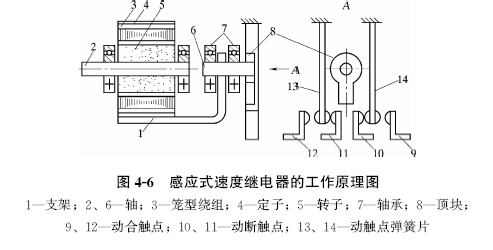 3 4 5
6
7
8
A
2
A
13
14
1
12
11
10
9
图 4-6 感应式速度继电器的工作原理图
1—支架；2、6—轴；3—笼型绕组；4—定子；5—转子；7—轴承；8—顶块；
9、12—动合触点；10、11—动断触点；13、14—动触点弹簧片